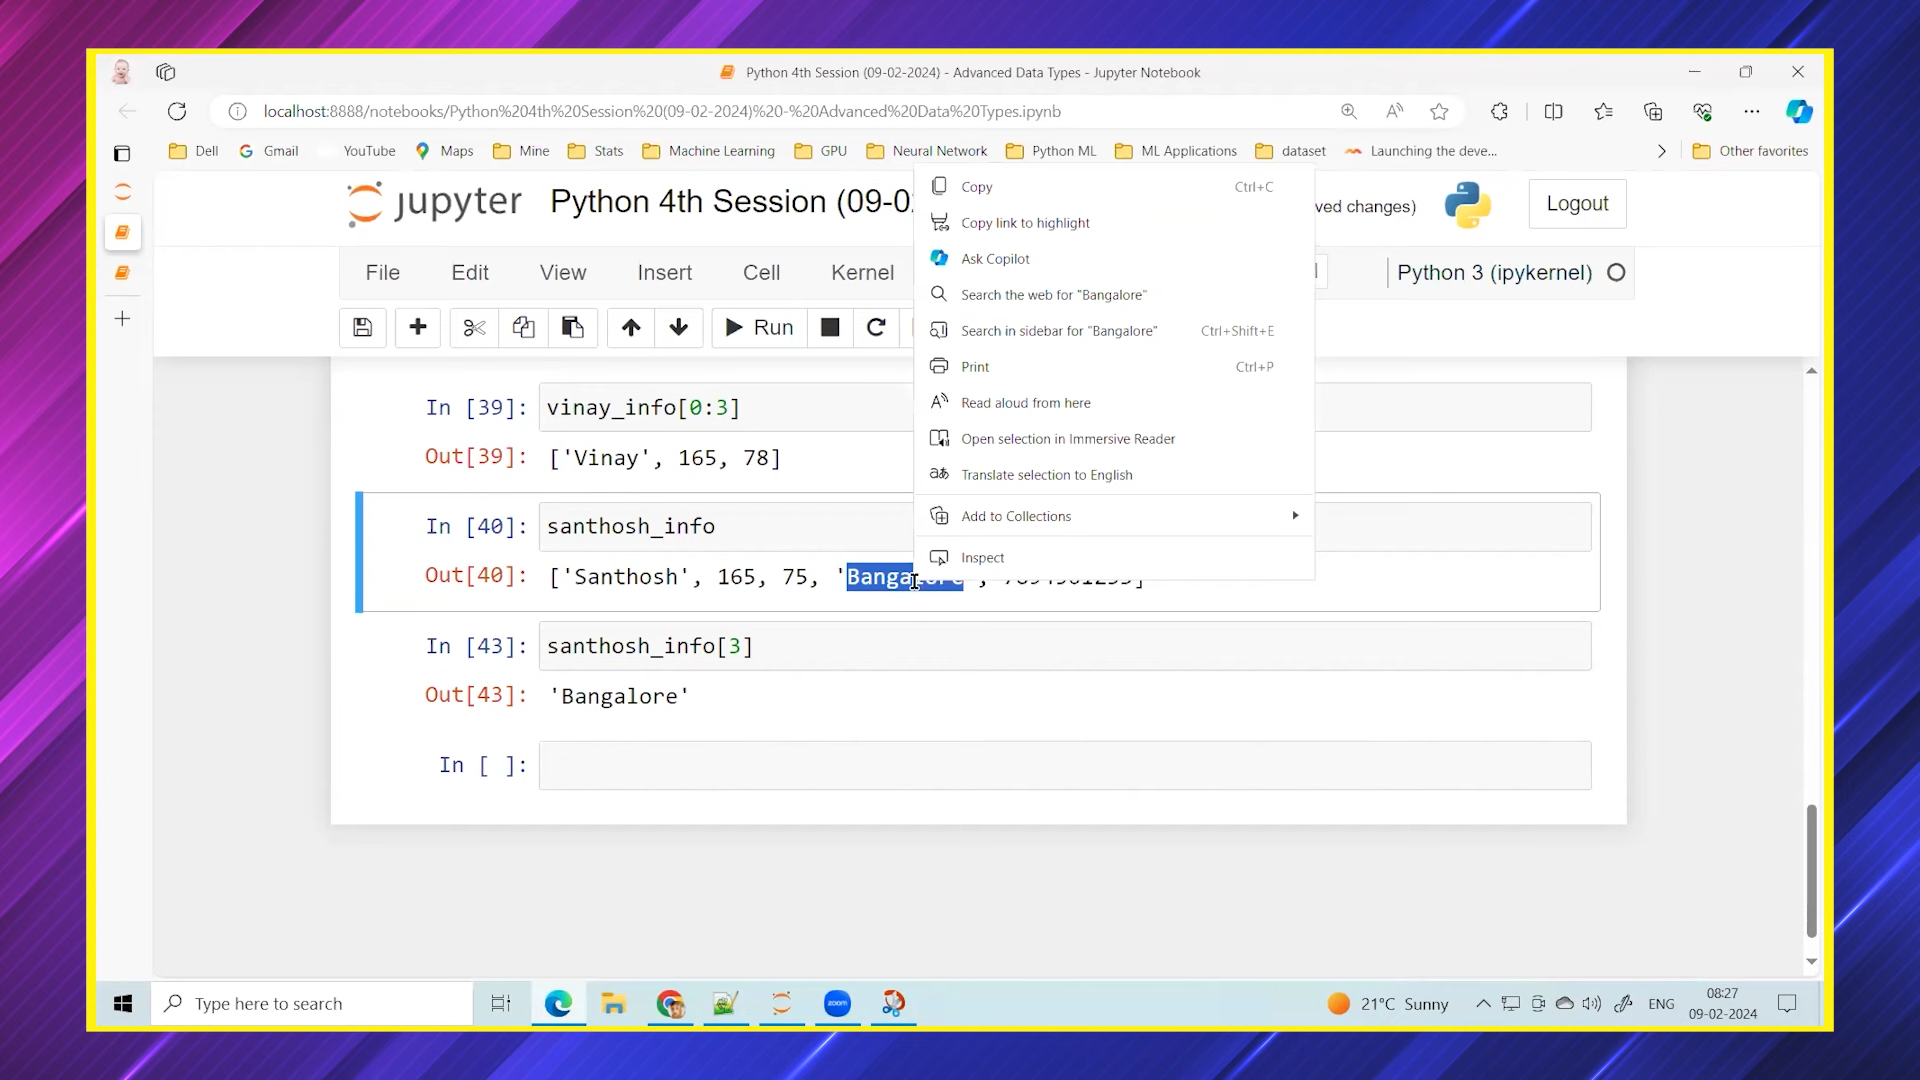 Python 4th Session (09-02-2024) - Advanced Data Types - Jupyter Notebook
localhost:8888/notebooks/Python%204th%20Session%20(09-02-2024)%20-%20Advanced%20Data%20Types.ipynb
Dell Gmail YouTube Maps Mine Stats Machine Learning GPU Neural Network Python ML ML Applications dataset Launching the deve... Other favorites
jupyter Python 4th Session (09-0 ved changes) Logout
File Edit View Insert Cell Kernel Python 3 (ipykernel)
Run
Copy Ctrl+C
Copy link to highlight
Ask Copilot
Search the web for "Bangalore"
Search in sidebar for "Bangalore" Ctrl+Shift+E
Print Ctrl+P
Read aloud from here
Open selection in Immersive Reader
Translate selection to English
Add to Collections
Inspect
In [39]: vinay_info[0:3]
Out[39]: ['Vinay', 165, 78]
In [40]: santhosh_info
Out[40]: ['Santhosh', 165, 75, 'Bangalore',
In [43]: santhosh_info[3]
Out[43]: 'Bangalore'
In [ ]:
Type here to search
zoom
21°C Sunny
ENG
08:27
09-02-2024